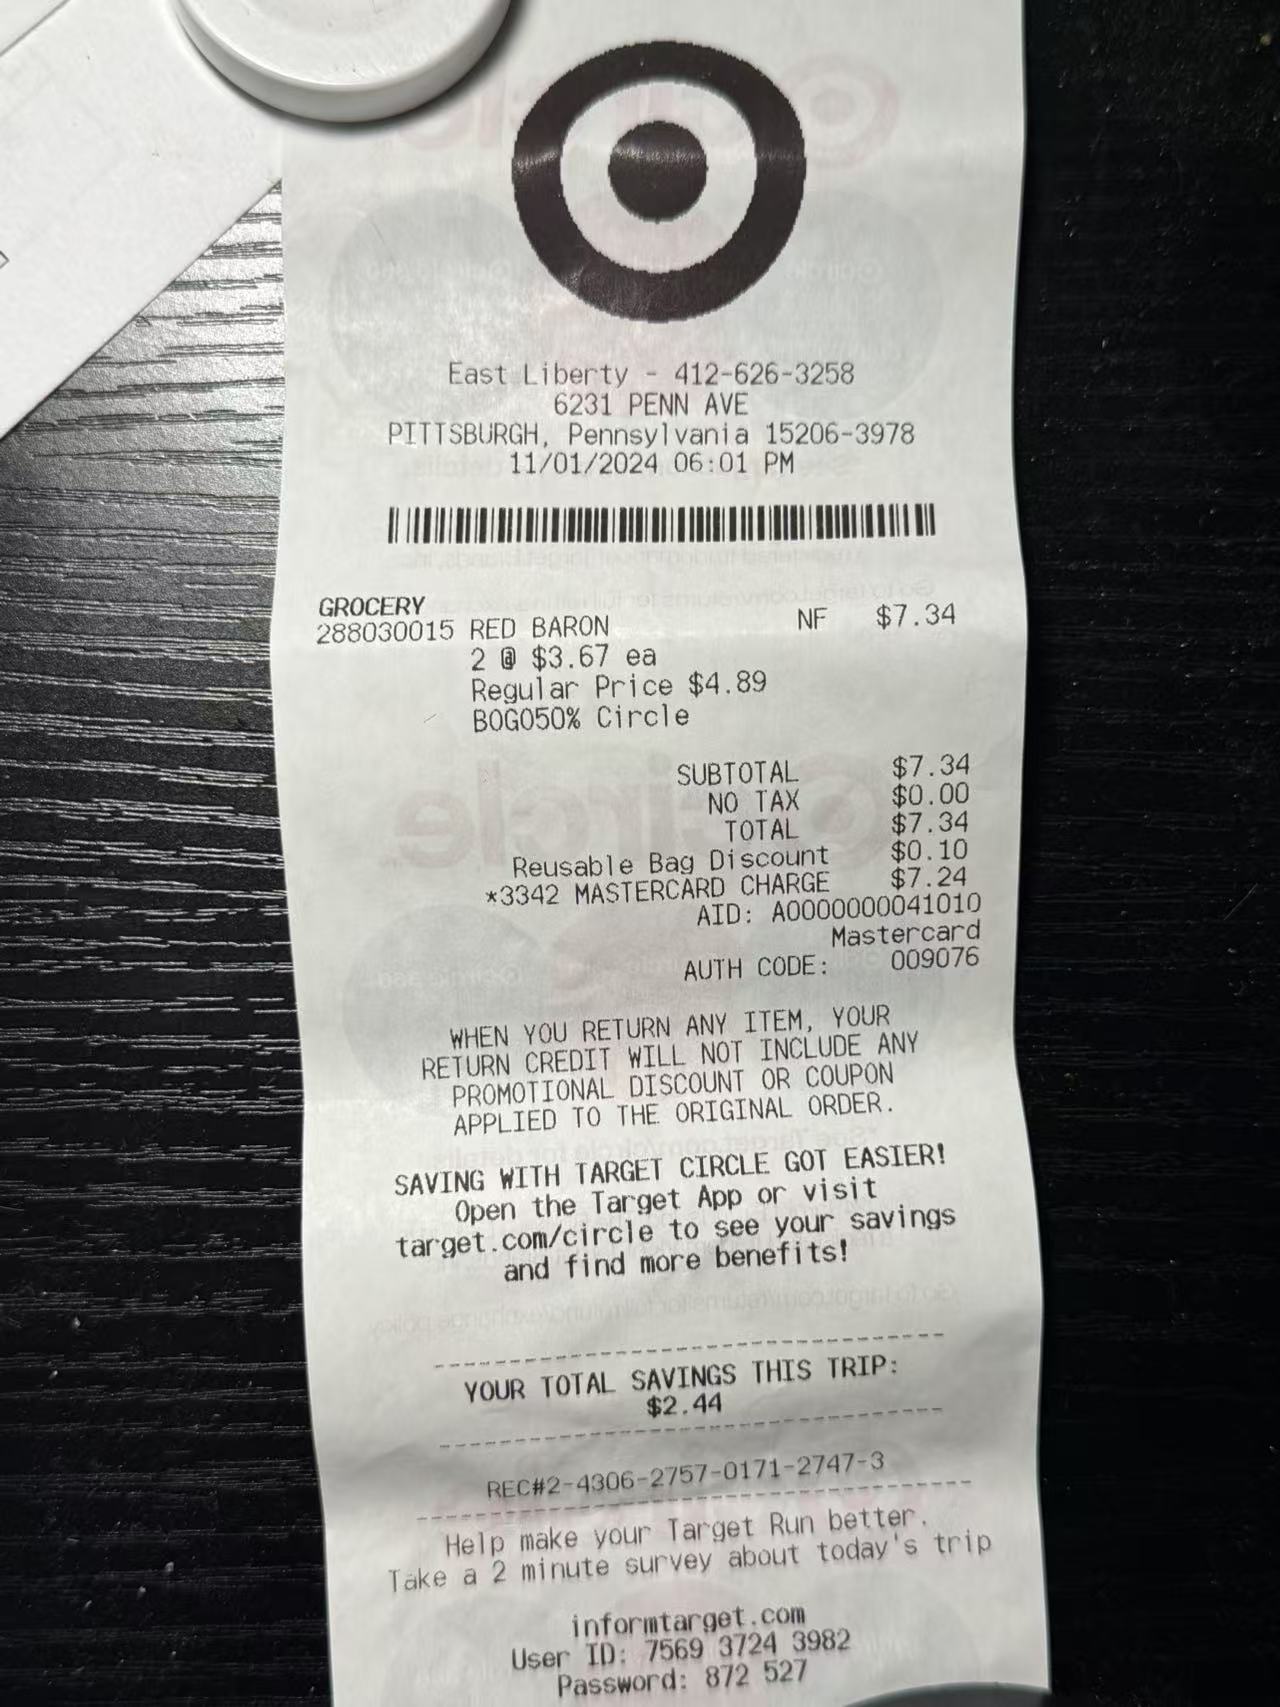 East Liberty - 412-626-3258
6231 PENN AVE
PITTSBURGH, Pennsylvania 15206-3978
11/01/2024 06:01 PM
GROCERY
288030015 RED BARON NF $7.34
2 @ $3.67 ea
Regular Price $4.89
BOGO50% Circle
SUBTOTAL $7.34
NO TAX $0.00
TOTAL $7.34
Reusable Bag Discount $0.10
*3342 MASTERCARD CHARGE $7.24
AID: A0000000041010
Mastercard
AUTH CODE: 009076
WHEN YOU RETURN ANY ITEM, YOUR
RETURN CREDIT WILL NOT INCLUDE ANY
PROMOTIONAL DISCOUNT OR COUPON
APPLIED TO THE ORIGINAL ORDER.
SAVING WITH TARGET CIRCLE GOT EASIER!
Open the Target App or visit
target.com/circle to see your savings
and find more benefits!
YOUR TOTAL SAVINGS THIS TRIP:
$2.44
REC#2-4306-2757-0171-2747-3
Help make your Target Run better.
Take a 2 minute survey about today's trip
informtarget.com
User ID: 7569 3724 3982
Password: 872 527